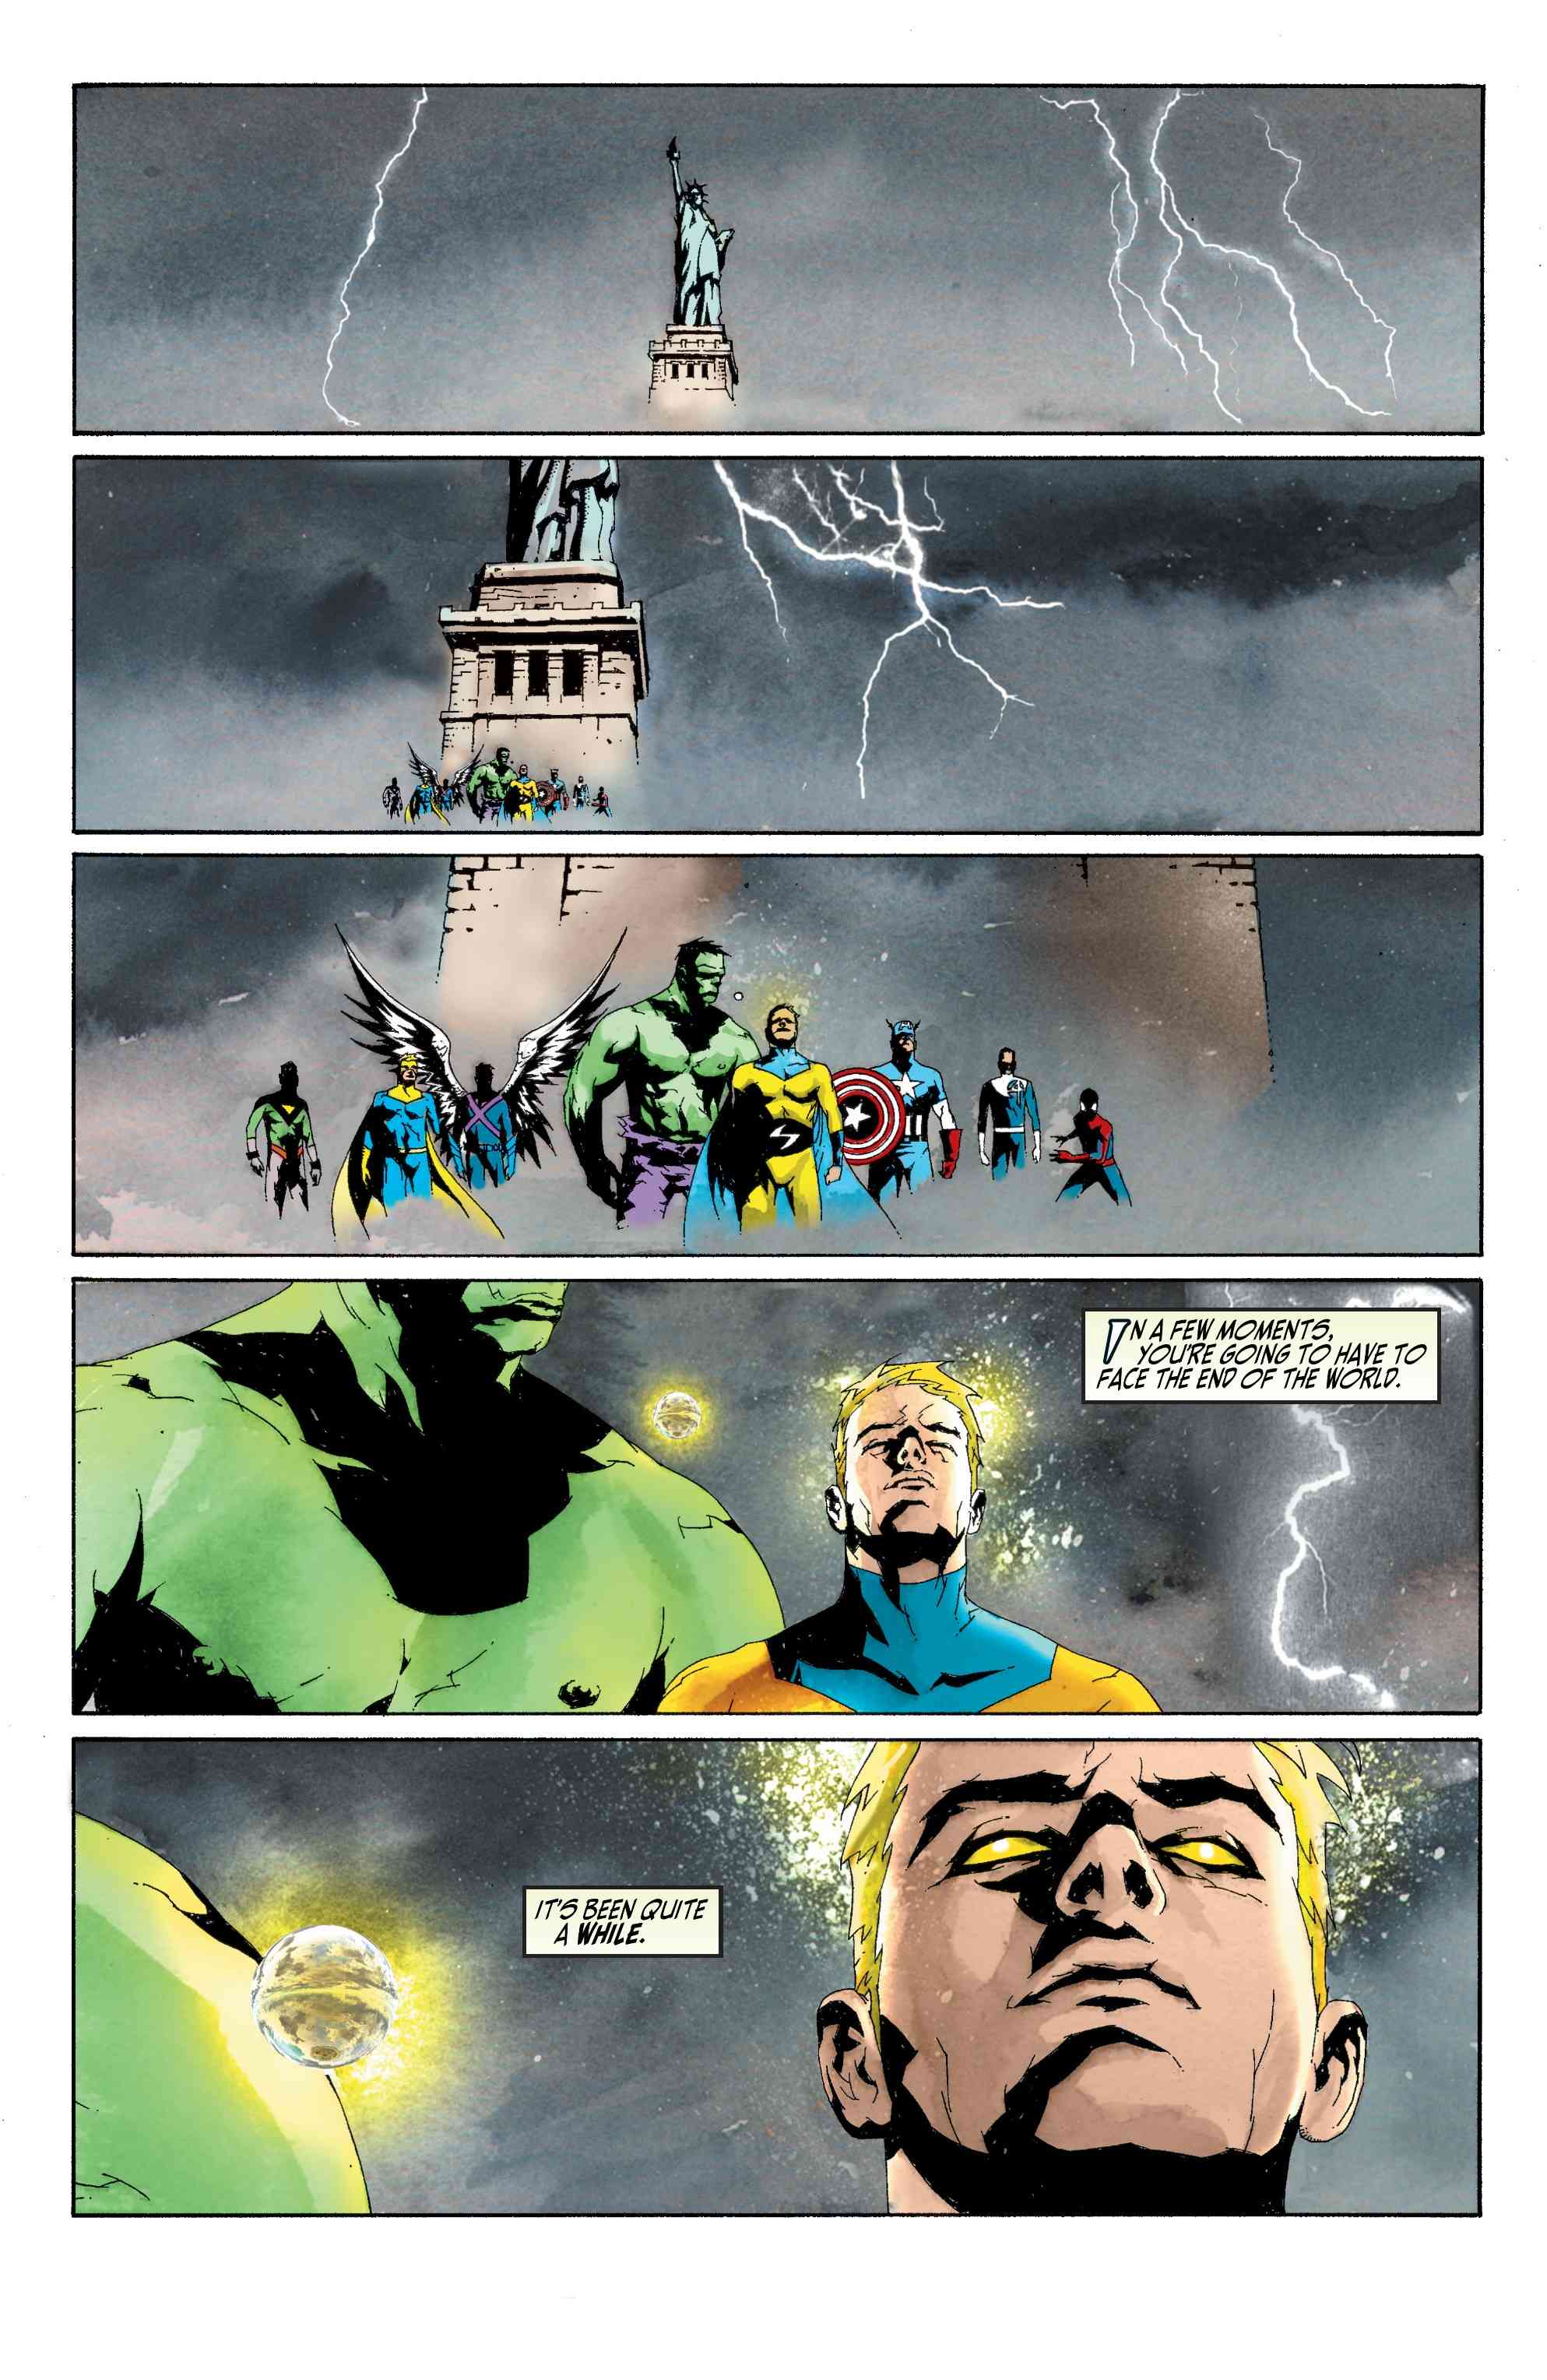 IN A FEW MOMENTS,
YOU'RE GOING TO HAVE TO
FACE THE END OF THE WORLD.
IT'S BEEN QUITE
A WHILE.